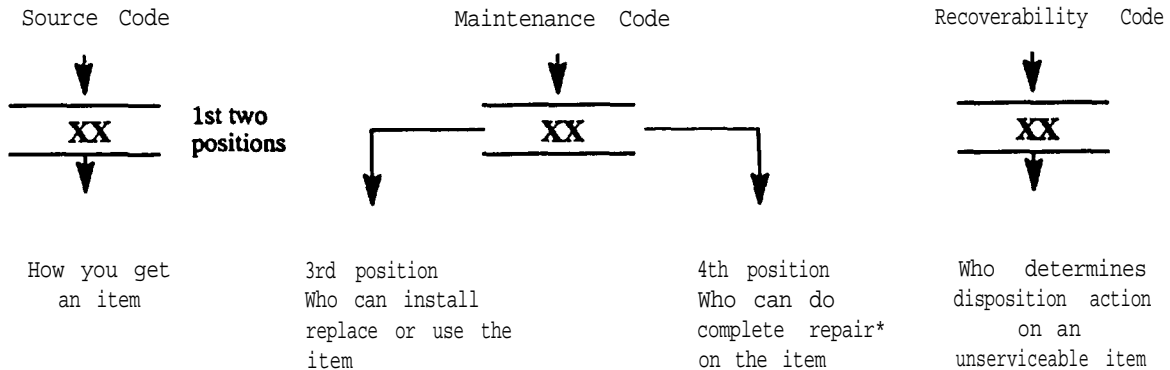 Source Code
Maintenance Code
Recoverability Code
XX
1st two
positions
XX
XX
How you get
an item
3rd position
Who can install
replace or use the
item
4th position
Who can do
complete repair*
on the item
Who determines
disposition action
on an
unserviceable item